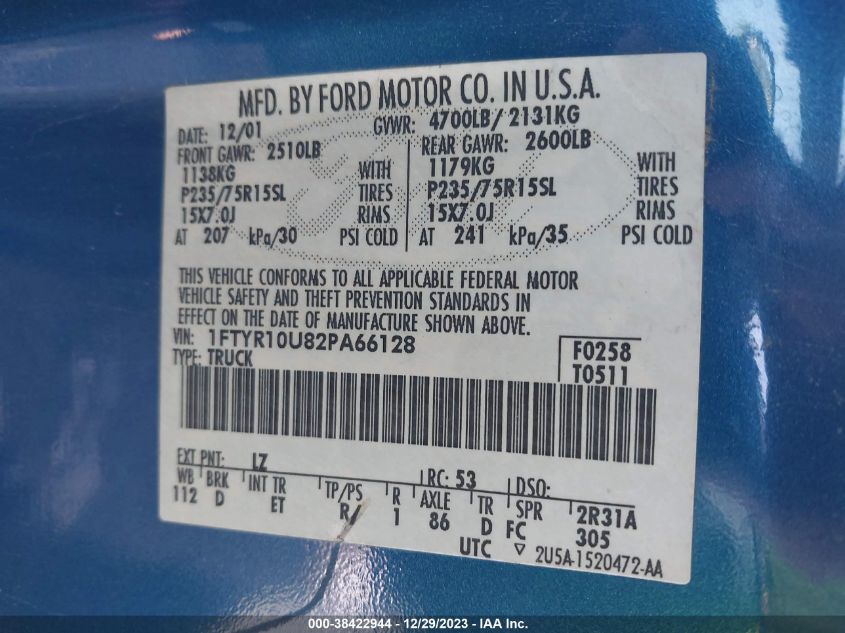 MFD. BY FORD MOTOR CO. IN U.S.A.
DATE: 12/01 GVWR: 4700LB/ 2131KG
FRONT GAWR: 2510LB REAR GAWR: 2600LB
1138KG WITH 1179KG WITH
P235/75R15SL TIRES P235/75R15SL TIRES
15X7.0J RIMS 15X7.0J RIMS
AT 207 kPa/30 PSI COLD AT 241 kPa/35 PSI COLD
THIS VEHICLE CONFORMS TO ALL APPLICABLE FEDERAL MOTOR
VEHICLE SAFETY AND THEFT PREVENTION STANDARDS IN
EFFECT ON THE DATE OF MANUFACTURE SHOWN ABOVE.
VIN: 1FTYR10U82PA66128 F0258
TYPE: TRUCK T0511
EXT PNT: LZ RC: 53 DSO:
WB BRK INT TR TP/PS R AXLE TR SPR 2R31A
112 D ET R/ 1 86 D FC 305
UTC ▽ 2U5A-1520472-AA
000-38422944 - 12/29/2023 - IAA Inc.